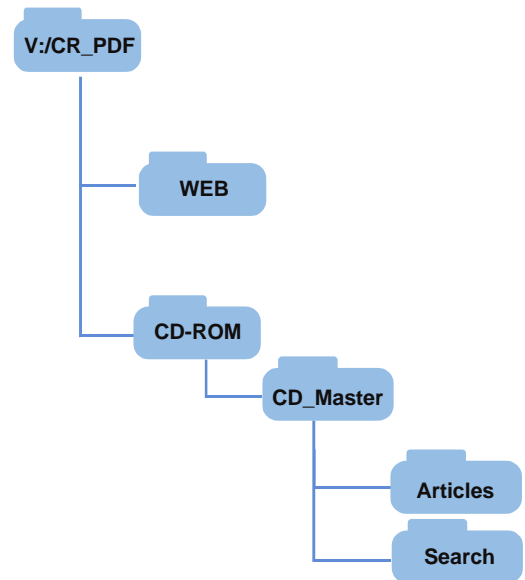 V:/CR_PDF
WEB
CD-ROM
CD_Master
Articles
Search